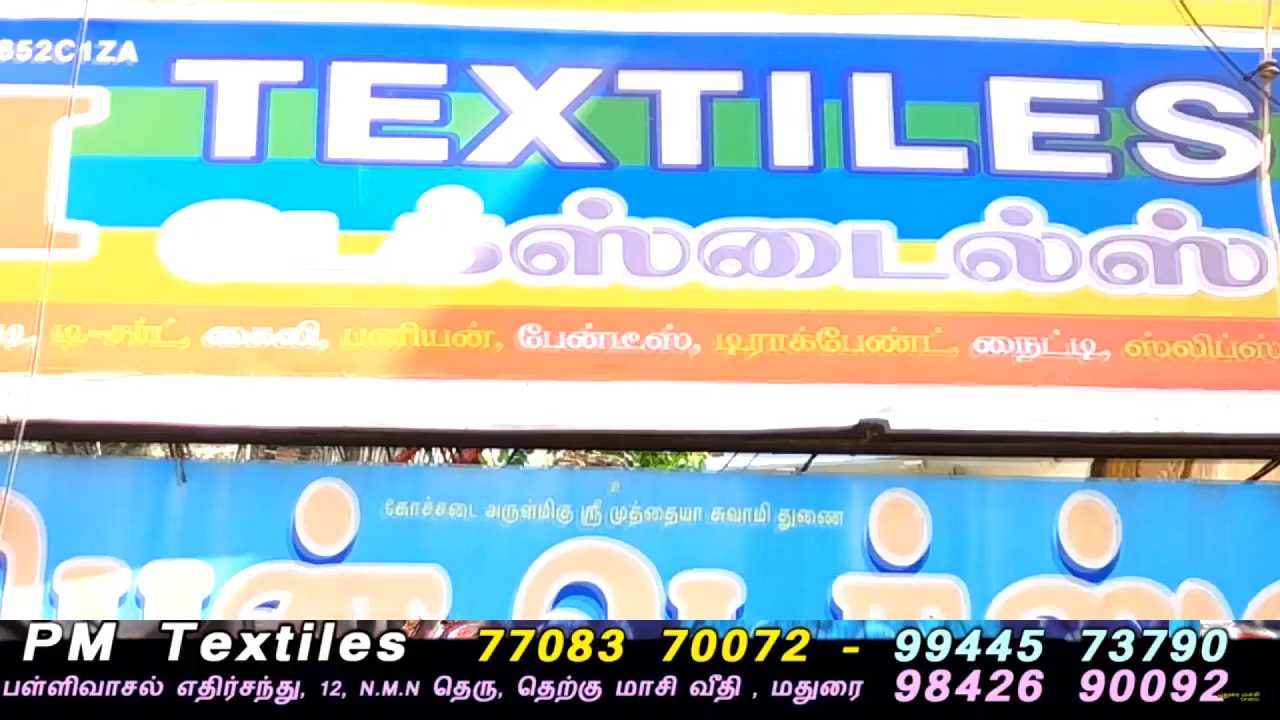 852C1ZA
TEXTILES
டெக்ஸ்டைல்ஸ்
டி-சர்ட், கைலி, பனியன், பேண்டீஸ், டிராக்பேண்ட், நைட்டி, ஸ்லிப்ஸ்
கோச்சடை அருள்மிகு ஸ்ரீ முத்தையா சுவாமி துணை
PM Textiles 77083 70072 - 99445 73790
பள்ளிவாசல் எதிர்சந்து, 12, N.M.N தெரு, தெற்கு மாசி வீதி , மதுரை 98426 90092